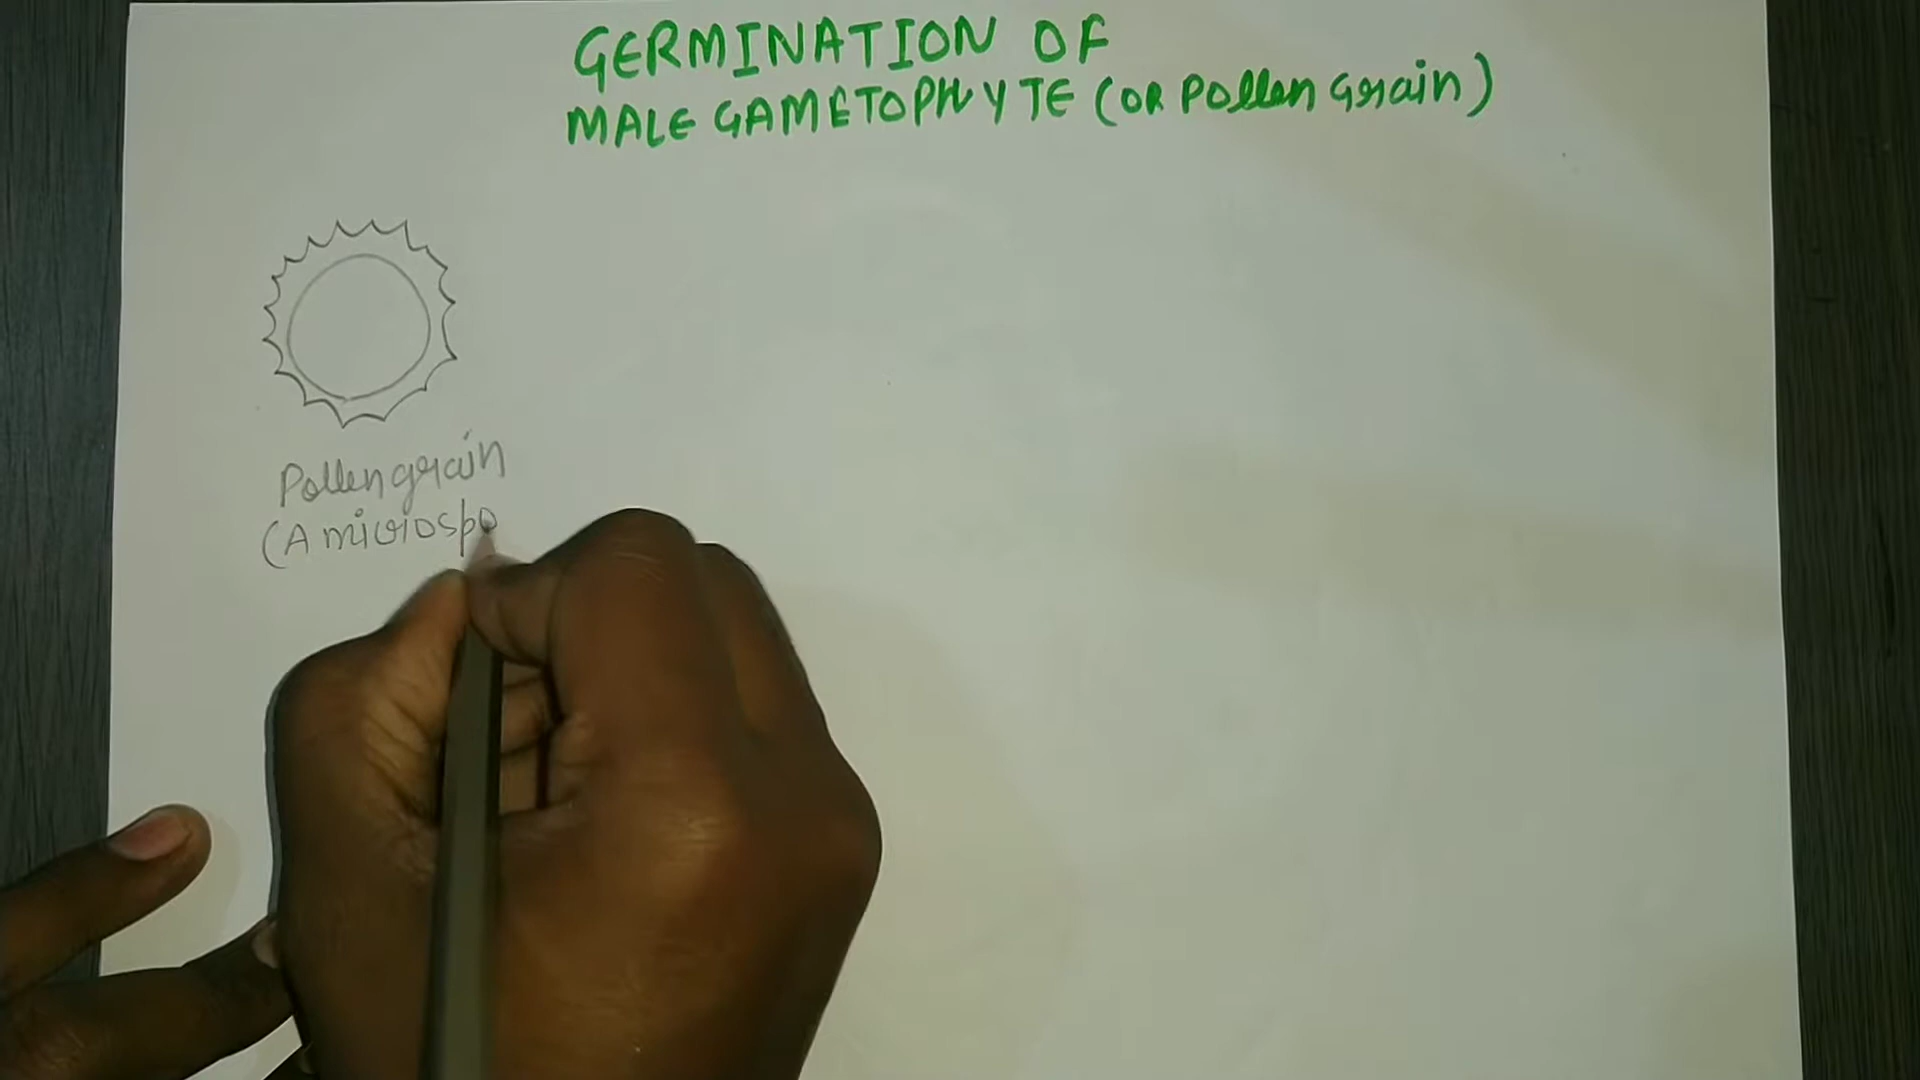 GERMINATION OF
MALE GAMETOPHYTE (OR Pollen Grain)
Pollen grain
(A microspo